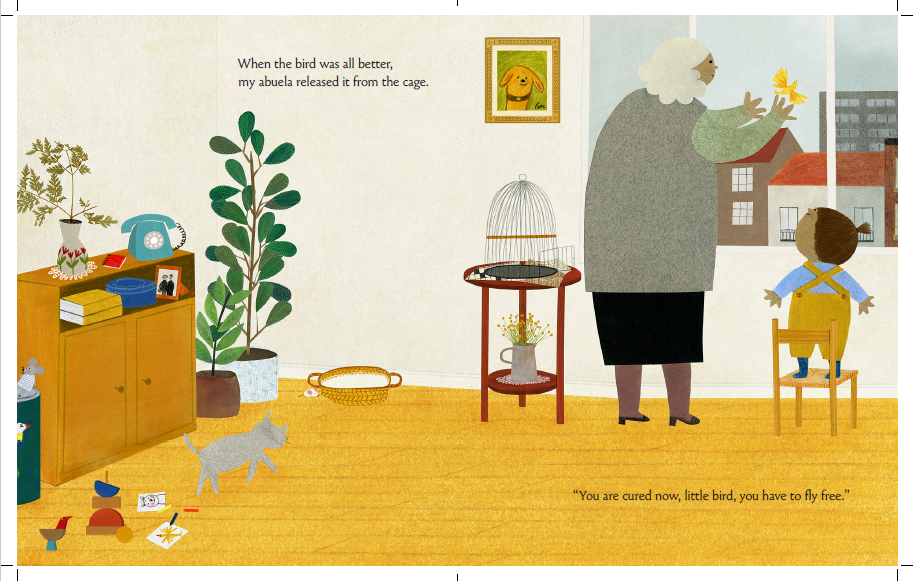 When the bird was all better,
my abuela released it from the cage.
“You are cured now, little bird, you have to fly free.”